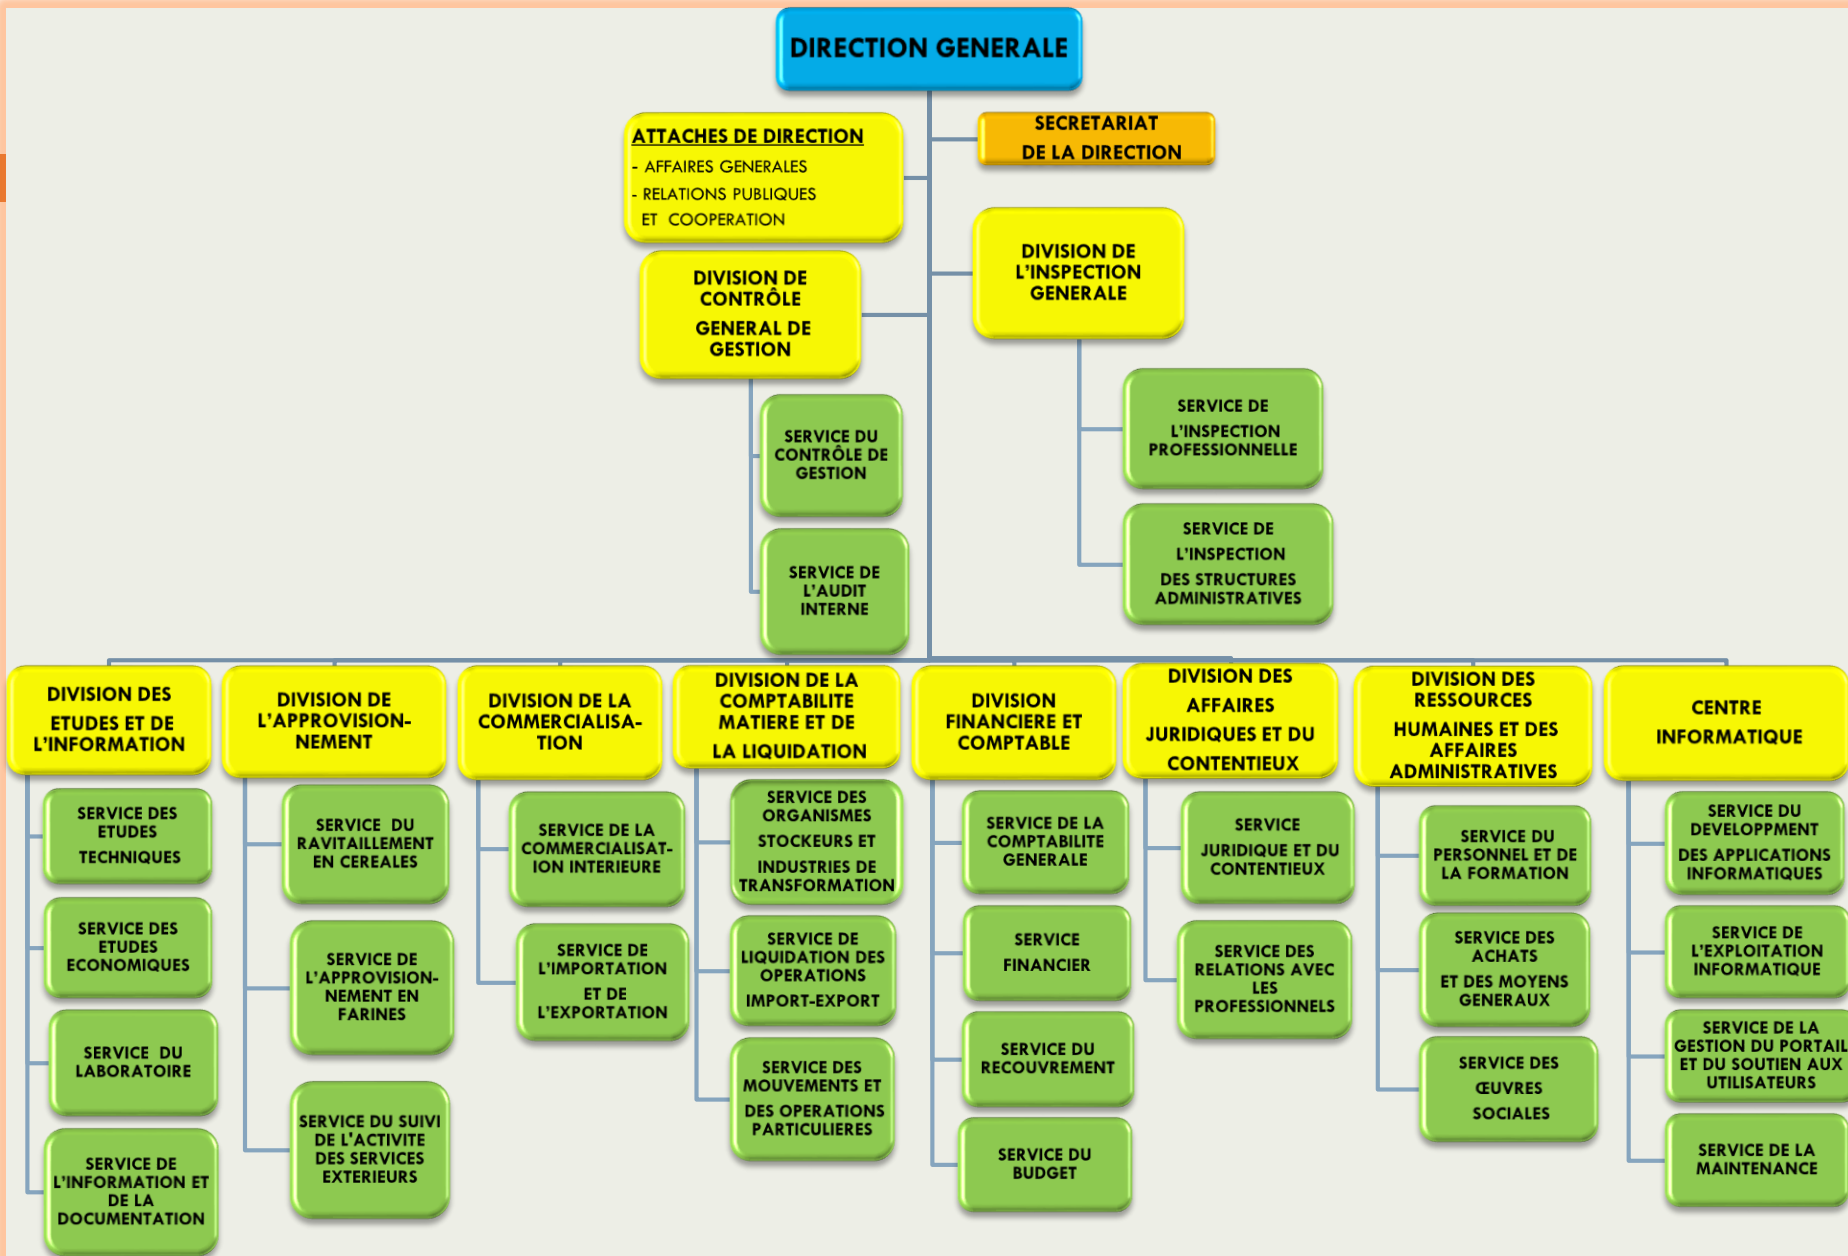 DIRECTION GENERALE
ATTACHES DE DIRECTION
- AFFAIRES GENERALES
- RELATIONS PUBLIQUES
ET COOPERATION
SECRETARIAT
DE LA DIRECTION
DIVISION DE
CONTRÔLE
GENERAL DE
GESTION
DIVISION DE
L'INSPECTION
GENERALE
SERVICE DU
CONTRÔLE DE
GESTION
SERVICE DE
L'AUDIT
INTERNE
SERVICE DE
L'INSPECTION
PROFESSIONNELLE
SERVICE DE
L'INSPECTION
DES STRUCTURES
ADMINISTRATIVES
DIVISION DES
ETUDES ET DE
L'INFORMATION
SERVICE DES
ETUDES
TECHNIQUES
SERVICE DES
ETUDES
ECONOMIQUES
SERVICE DU
LABORATOIRE
SERVICE DE
L'INFORMATION ET
DE LA
DOCUMENTATION
DIVISION DE
L'APPROVISION-
NEMENT
SERVICE DU
RAVITAILLEMENT
EN CEREALES
SERVICE DE
L'APPROVISION-
NEMENT EN
FARINES
SERVICE DU SUIVI
DE L'ACTIVITE
DES SERVICES
EXTERIEURS
DIVISION DE LA
COMMERCIALISA-
TION
SERVICE DE LA
COMMERCIALISAT-
ION INTERIEURE
SERVICE DE
L'IMPORTATION
ET DE
L'EXPORTATION
DIVISION DE LA
COMPTABILITE
MATIERE ET DE
LA LIQUIDATION
SERVICE DES
ORGANISMES
STOCKEURS ET
INDUSTRIES DE
TRANSFORMATION
SERVICE DE
LIQUIDATION DES
OPERATIONS
IMPORT-EXPORT
SERVICE DES
MOUVEMENTS ET
DES OPERATIONS
PARTICULIERES
DIVISION
FINANCIERE ET
COMPTABLE
SERVICE DE LA
COMPTABILITE
GENERALE
SERVICE
FINANCIER
SERVICE DU
RECOUVREMENT
SERVICE DU
BUDGET
DIVISION DES
AFFAIRES
JURIDIQUES ET DU
CONTENTIEUX
SERVICE
JURIDIQUE ET DU
CONTENTIEUX
SERVICE DES
RELATIONS AVEC
LES
PROFESSIONNELS
DIVISION DES
RESSOURCES
HUMAINES ET DES
AFFAIRES
ADMINISTRATIVES
SERVICE DU
PERSONNEL ET DE
LA FORMATION
SERVICE DES
ACHATS
ET DES MOYENS
GENERAUX
SERVICE DES
ŒUVRES
SOCIALES
CENTRE
INFORMATIQUE
SERVICE DU
DEVELOPPMENT
DES APPLICATIONS
INFORMATIQUES
SERVICE DE
L'EXPLOITATION
INFORMATIQUE
SERVICE DE LA
GESTION DU PORTAIL
ET DU SOUTIEN AUX
UTILISATEURS
SERVICE DE LA
MAINTENANCE